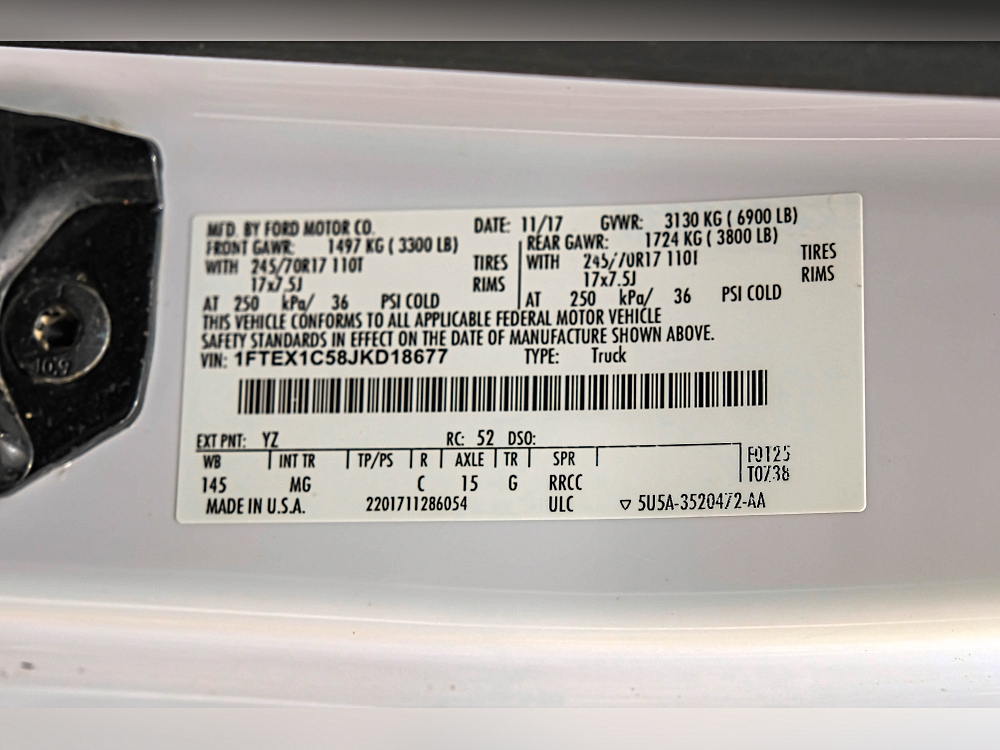 MFD. BY FORD MOTOR CO. DATE: 11/17 GVWR: 3130 KG ( 6900 LB)
FRONT GAWR: 1497 KG ( 3300 LB) REAR GAWR: 1724 KG ( 3800 LB)
WITH 245/70R17 110T TIRES WITH 245/70R17 110T TIRES
17x7.5J RIMS 17x7.5J RIMS
AT 250 kPa/ 36 PSI COLD AT 250 kPa/ 36 PSI COLD
THIS VEHICLE CONFORMS TO ALL APPLICABLE FEDERAL MOTOR VEHICLE
SAFETY STANDARDS IN EFFECT ON THE DATE OF MANUFACTURE SHOWN ABOVE.
VIN: 1FTEX1C58JKD18677 TYPE: Truck
EXT PNT: YZ RC: 52 DSO:
WB INT TR TP/PS R AXLE TR SPR F0125
145 MG C 15 G RRCC T0738
MADE IN U.S.A. 2201711286054 ULC ▽ 5U5A-3520472-AA
10.9